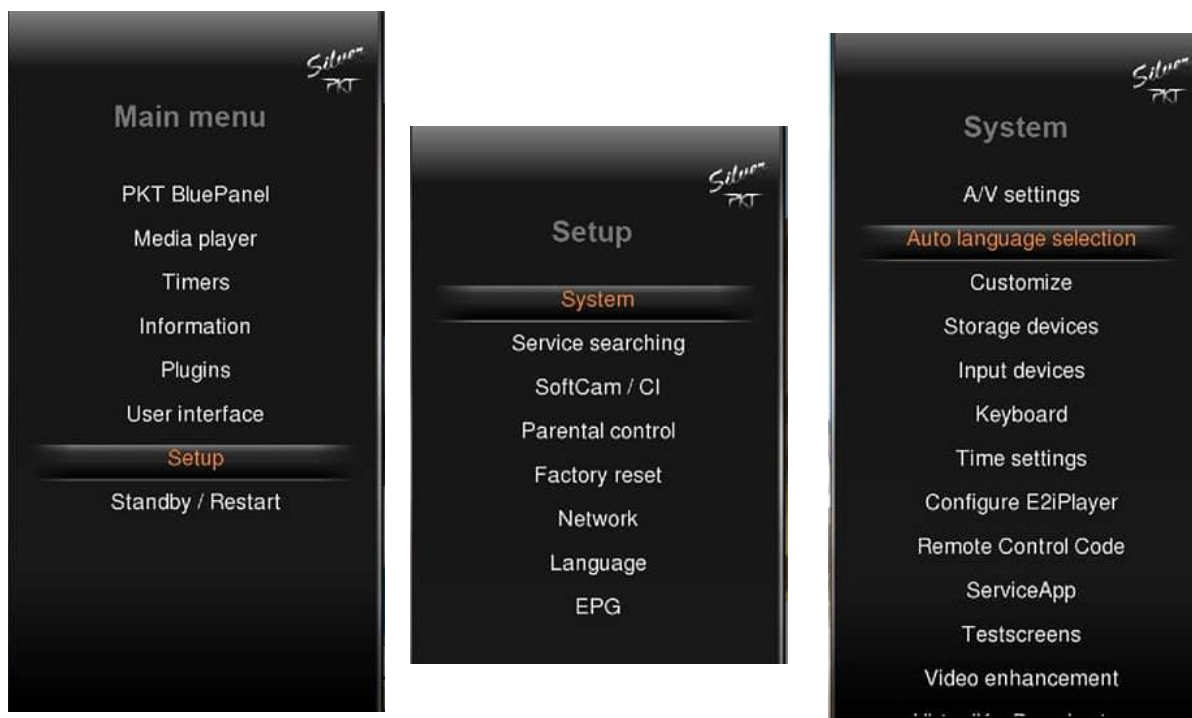 Silver
PKT
Main menu
PKT BluePanel
Media player
Timers
Information
Plugins
User interface
Setup
Standby / Restart
Silver
PKT
Setup
System
Service searching
SoftCam / CI
Parental control
Factory reset
Network
Language
EPG
Silver
PKT
System
A/V settings
Auto language selection
Customize
Storage devices
Input devices
Keyboard
Time settings
Configure E2iPlayer
Remote Control Code
ServiceApp
Testscreens
Video enhancement